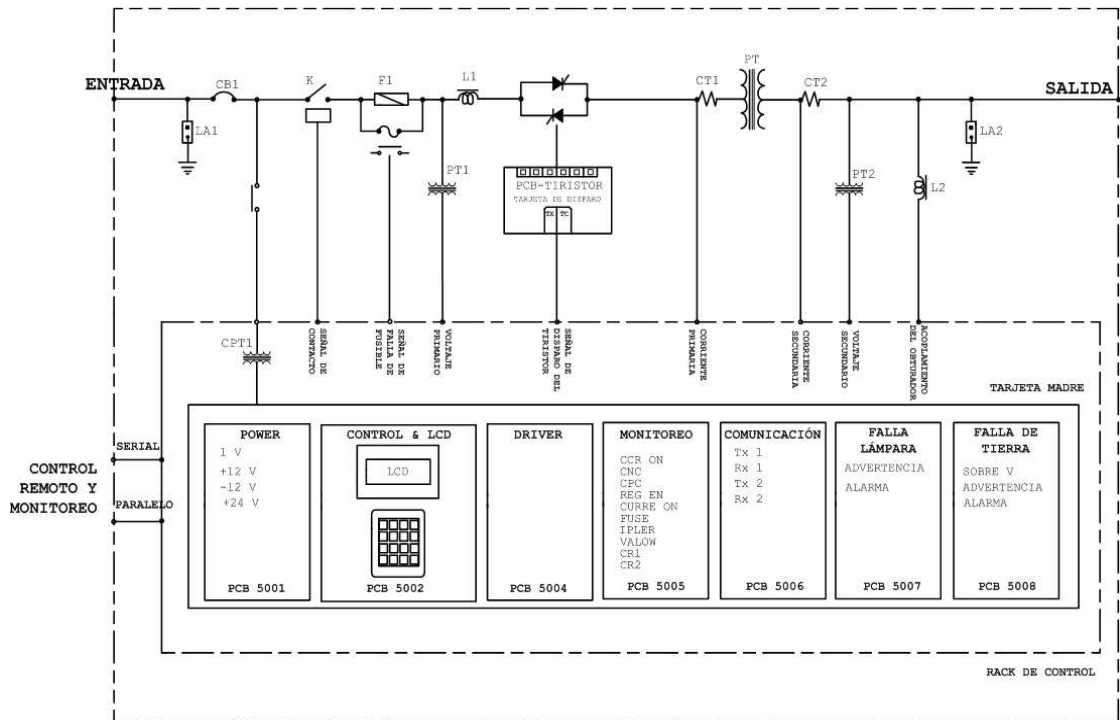 ENTRADA
CB1
K
F1
L1
CT1
PT
CT2
SALIDA
LA1
PT1
PCB-TIRISTOR
TARJETA DE DISPARO
TX TC
PT2
L2
LA2
CPT1
SEÑAL DE
CONTACTO
SEÑAL DE
FALLA DE
FUSIBLE
VOLTAJE
PRIMARIO
SEÑAL DE
DISPARO DEL
TIRISTOR
CORRIENTE
PRIMARIA
CORRIENTE
SECUNDARIA
VOLTAJE
SECUNDARIO
ACOPLAMIENTO
DEL OBTURADOR
TARJETA MADRE
POWER
1 V
+12 V
-12 V
+24 V
PCB 5001
CONTROL & LCD
LCD
PCB 5002
DRIVER
PCB 5004
MONITOREO
CCR ON
CNC
CPC
REG EN
CURRE ON
FUSE
IPLER
VALOW
CR1
CR2
PCB 5005
COMUNICACIÓN
Tx 1
Rx 1
Tx 2
Rx 2
PCB 5006
FALLA
LÁMPARA
ADVERTENCIA
ALARMA
PCB 5007
FALLA DE
TIERRA
SOBRE V
ADVERTENCIA
ALARMA
PCB 5008
SERIAL
CONTROL
REMOTO Y
MONITOREO
PARALELO
RACK DE CONTROL